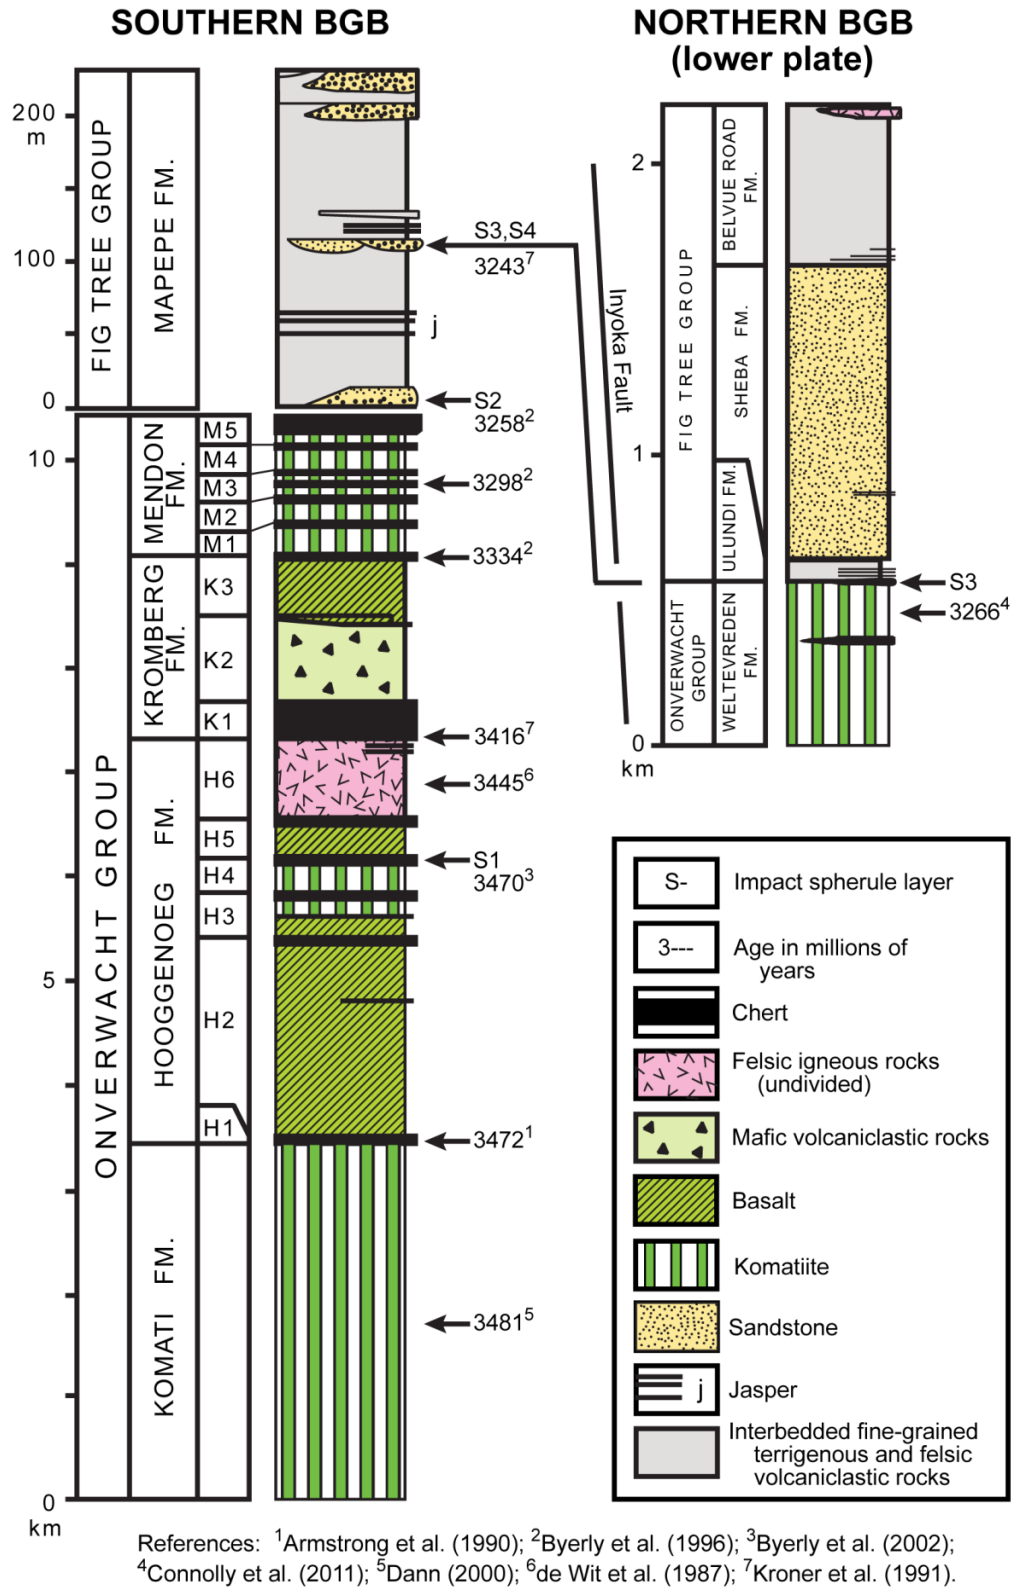 SOUTHERN BGB
NORTHERN BGB
(lower plate)
200
m
100
0
FIG TREE GROUP
MAPEPE FM.
S3,S4
3243⁷
j
S2
3258²
10
5
0
km
ONVERWACHT GROUP
MENDON
FM.
M5
M4
M3
M2
M1
3298²
3334²
KROMBERG
FM.
K3
K2
K1
3416⁷
HOOGGENOEG FM.
H6
H5
H4
H3
H2
H1
3445⁶
S1
3470³
3472¹
KOMATI FM.
3481⁵
Inyoka Fault
2
1
0
km
FIG TREE GROUP
BELVUE ROAD
FM.
SHEBA FM.
ULUNDI FM.
ONVERWACHT
GROUP
WELTEVREDEN
FM.
S3
3266⁴
S-
Impact spherule layer
3---
Age in millions of
years
Chert
Felsic igneous rocks
(undivided)
Mafic volcaniclastic rocks
Basalt
Komatiite
Sandstone
j
Jasper
Interbedded fine-grained
terrigenous and felsic
volcaniclastic rocks
References: ¹Armstrong et al. (1990); ²Byerly et al. (1996); ³Byerly et al. (2002);
⁴Connolly et al. (2011); ⁵Dann (2000); ⁶de Wit et al. (1987); ⁷Kroner et al. (1991).